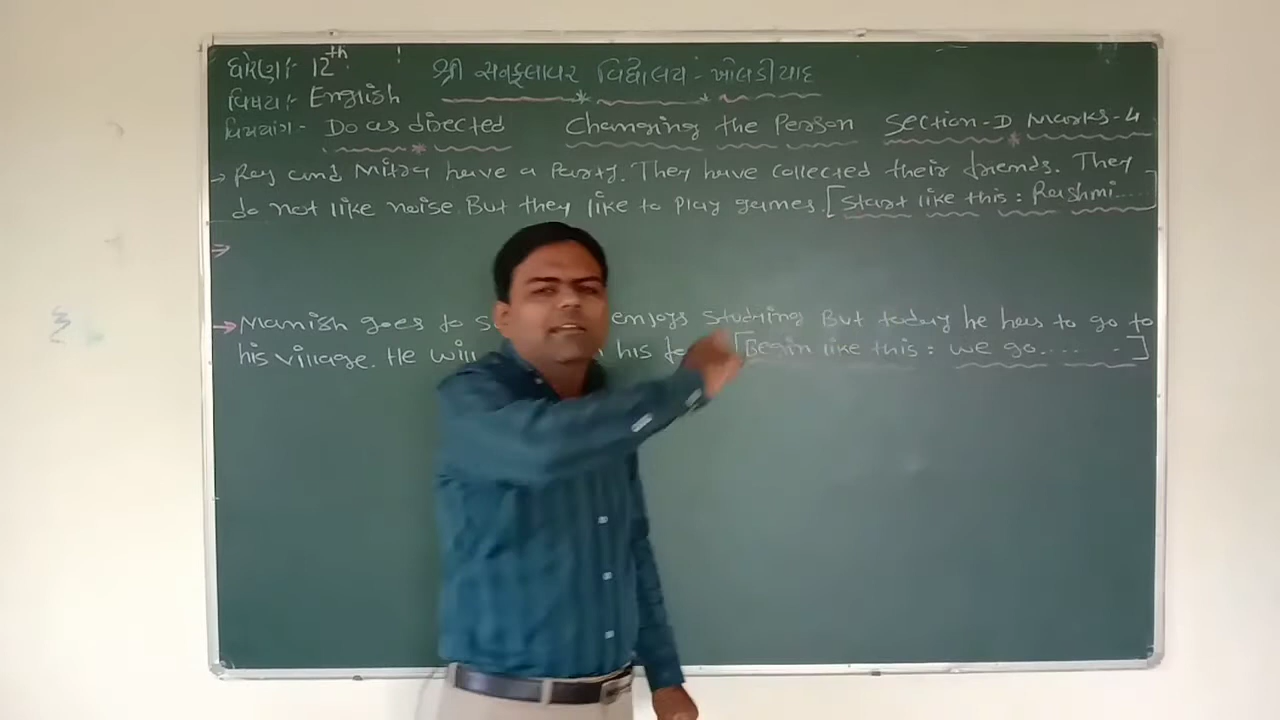 ધોરણ:- 12th
શ્રી સનફલાવર વિદ્યાલય:- ખોલડીયાદ
વિષય:- English
વિભાગ:- Do as directed Changing the Person Section-D Marks-4
→ Raj and Mitra have a Party. They have collected their friends. They
do not like noise. But they like to play games. [Start like this: Rashmi....]
→
→ Manish goes to enjoys studying But today he has to go to
his village. He will his [Begin like this: we go.... . -]